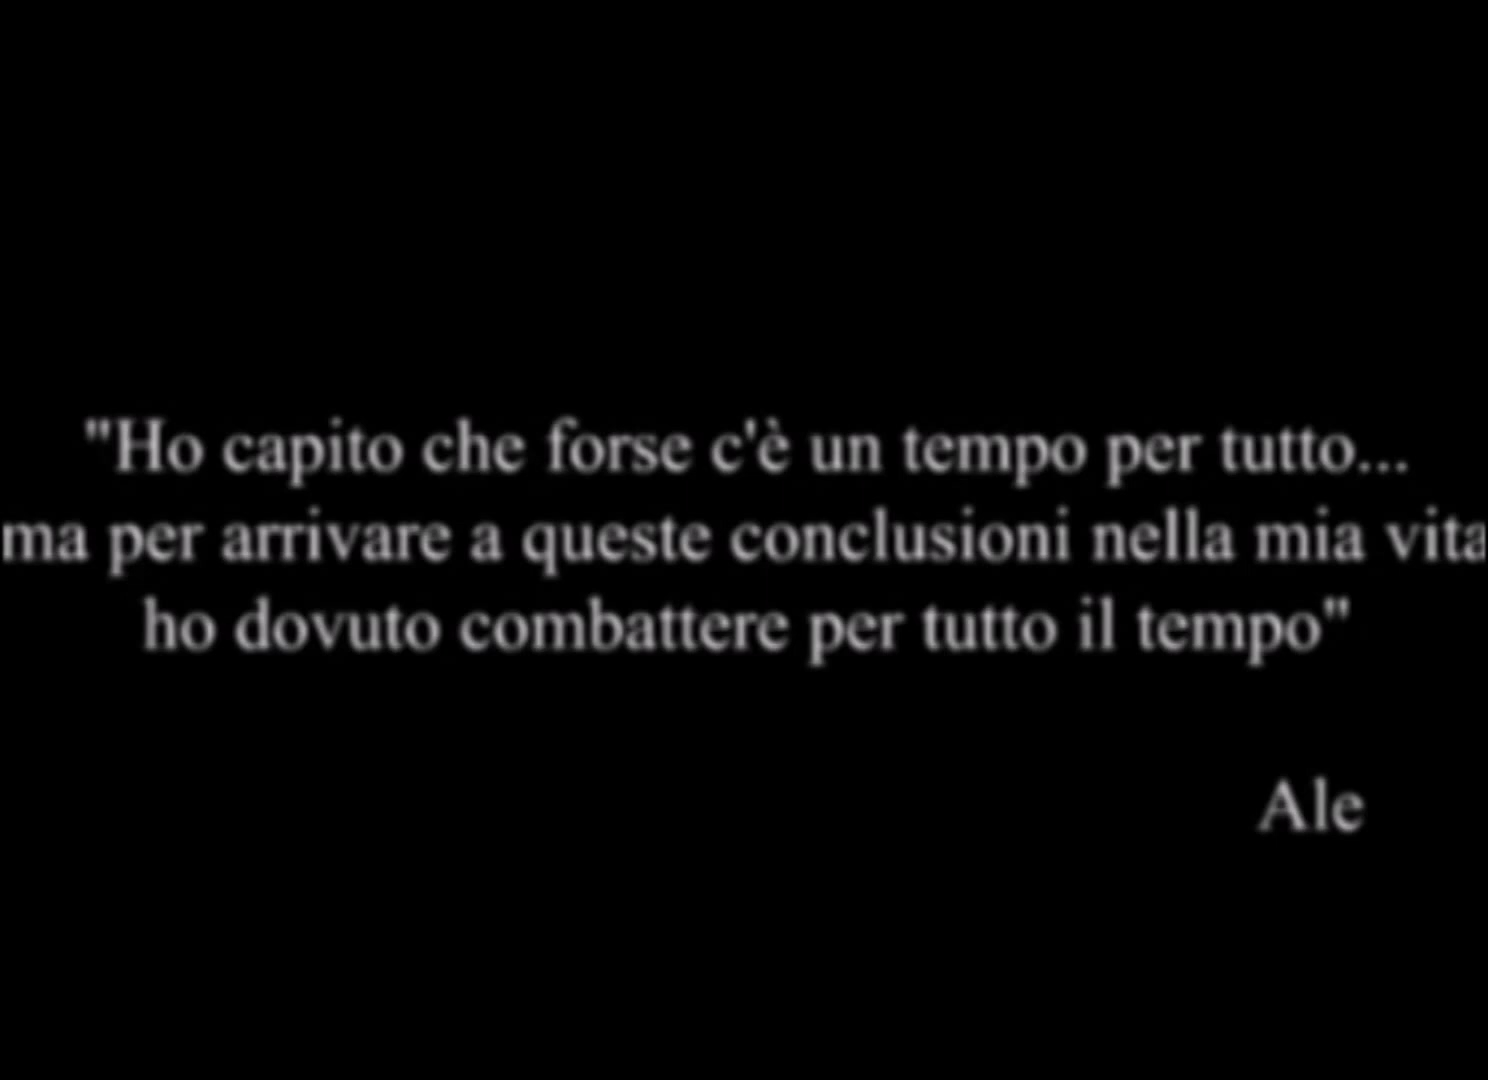 "Ho capito che forse c'è un tempo per tutto...
ma per arrivare a queste conclusioni nella mia vita
ho dovuto combattere per tutto il tempo"
Ale